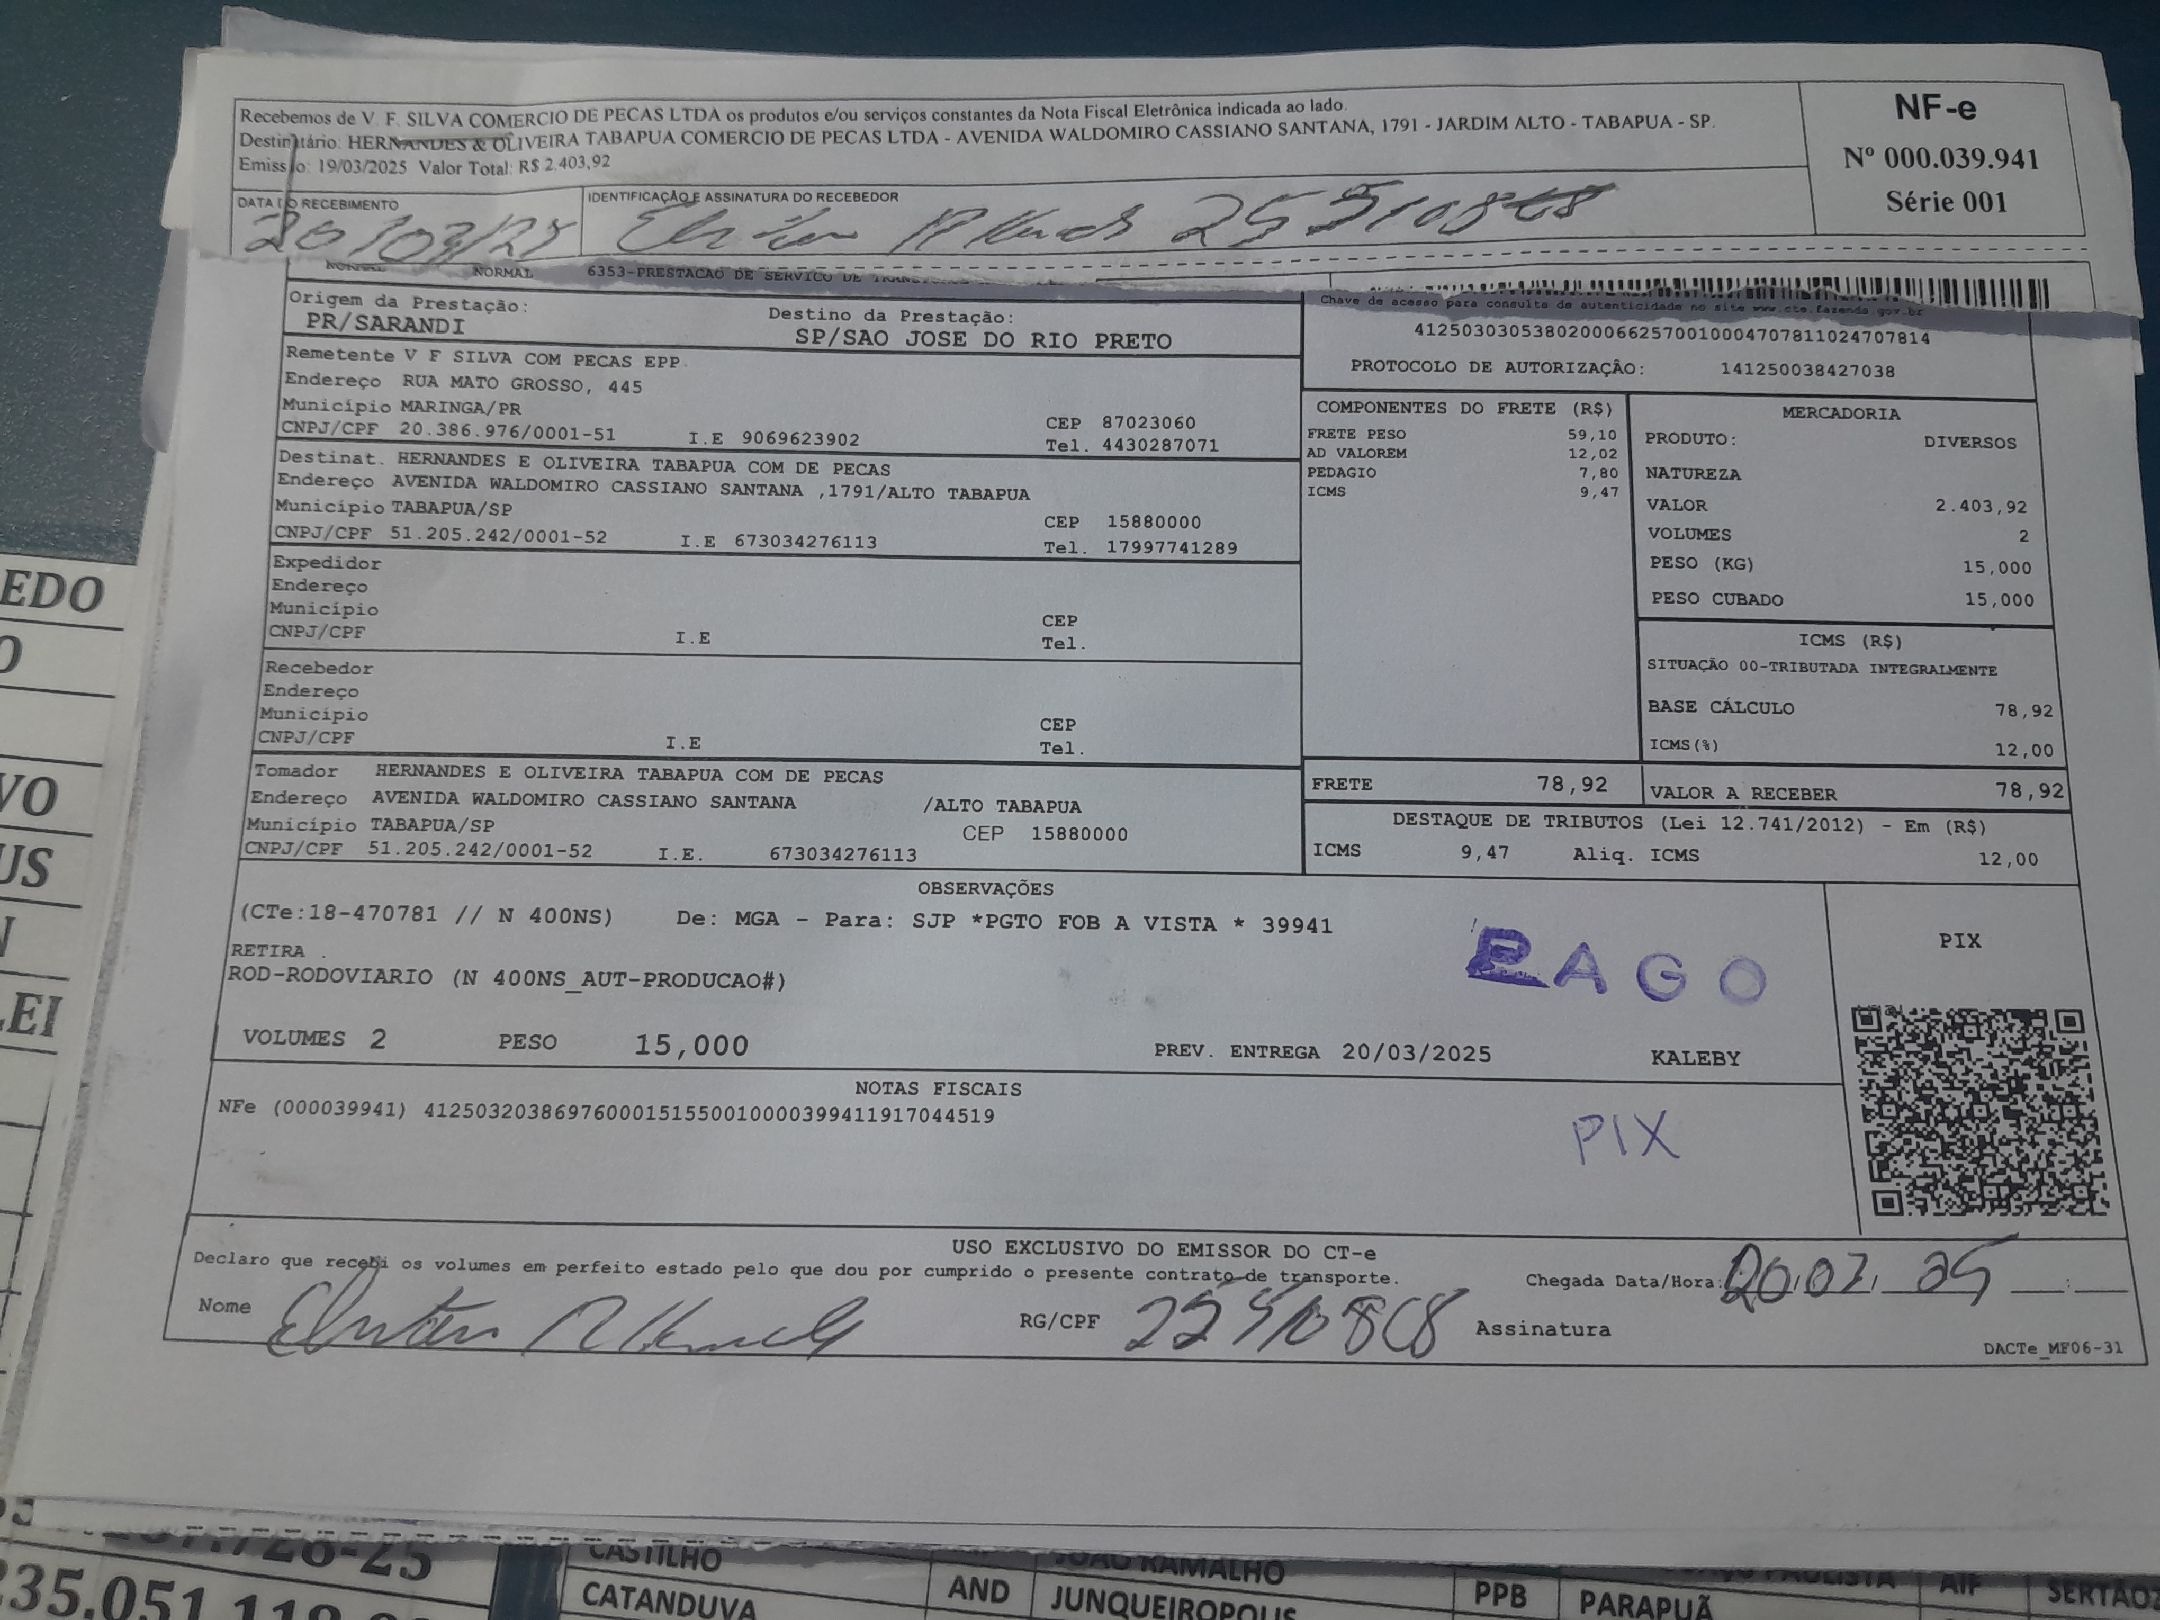 Recebemos de V. F. SILVA COMERCIO DE PECAS LTDA os produtos e/ou serviços constantes da Nota Fiscal Eletrônica indicada ao lado.
Destinatário: HERNANDES & OLIVEIRA TABAPUA COMERCIO DE PECAS LTDA - AVENIDA WALDOMIRO CASSIANO SANTANA, 1791 - JARDIM ALTO - TABAPUA - SP.
Emissão: 19/03/2025 Valor Total: R$ 2.403,92
NF-e
Nº 000.039.941
Série 001
DATA DO RECEBIMENTO
IDENTIFICAÇÃO E ASSINATURA DO RECEBEDOR
20/03/25
NORMAL NORMAL 6353-PRESTACAO DE SERVICO DE
Origem da Prestação:
PR/SARANDI
Destino da Prestação:
SP/SAO JOSE DO RIO PRETO
Chave de acesso para consulta de autenticidade no site www.cte.fazenda.gov.br
41250303053802000662570010004707811024707814
PROTOCOLO DE AUTORIZAÇÃO: 141250038427038
Remetente V F SILVA COM PECAS EPP
Endereço RUA MATO GROSSO, 445
Município MARINGA/PR CEP 87023060
CNPJ/CPF 20.386.976/0001-51 I.E 9069623902 Tel. 4430287071
Destinat. HERNANDES E OLIVEIRA TABAPUA COM DE PECAS
Endereço AVENIDA WALDOMIRO CASSIANO SANTANA ,1791/ALTO TABAPUA
Município TABAPUA/SP CEP 15880000
CNPJ/CPF 51.205.242/0001-52 I.E 673034276113 Tel. 17997741289
Expedidor
Endereço
Município CEP
CNPJ/CPF I.E Tel.
Recebedor
Endereço
Município CEP
CNPJ/CPF I.E Tel.
Tomador HERNANDES E OLIVEIRA TABAPUA COM DE PECAS
Endereço AVENIDA WALDOMIRO CASSIANO SANTANA /ALTO TABAPUA
Município TABAPUA/SP CEP 15880000
CNPJ/CPF 51.205.242/0001-52 I.E. 673034276113
COMPONENTES DO FRETE (R$)
FRETE PESO 59,10
AD VALOREM 12,02
PEDAGIO 7,80
ICMS 9,47
MERCADORIA
PRODUTO: DIVERSOS
NATUREZA
VALOR 2.403,92
VOLUMES 2
PESO (KG) 15,000
PESO CUBADO 15,000
ICMS (R$)
SITUAÇÃO 00-TRIBUTADA INTEGRALMENTE
BASE CÁLCULO 78,92
ICMS(%) 12,00
FRETE 78,92
VALOR A RECEBER 78,92
DESTAQUE DE TRIBUTOS (Lei 12.741/2012) - Em (R$)
ICMS 9,47 Aliq. ICMS 12,00
OBSERVAÇÕES
(CTe:18-470781 // N 400NS) De: MGA - Para: SJP *PGTO FOB A VISTA * 39941
RETIRA .
ROD-RODOVIARIO (N 400NS_AUT-PRODUCAO#)
PAGO
PIX
VOLUMES 2 PESO 15,000 PREV. ENTREGA 20/03/2025 KALEBY
NOTAS FISCAIS
NFe (000039941) 41250320386976000151550010000399411917044519
PIX
USO EXCLUSIVO DO EMISSOR DO CT-e
Declaro que recebi os volumes em perfeito estado pelo que dou por cumprido o presente contrato de transporte.
Chegada Data/Hora:
Nome RG/CPF Assinatura
DACTe_MF06-31
EDO
O
VO
US
LEI
235.051.118
CASTILHO
CATANDUVA
AND
JOAO RAMALHO
JUNQUEIROPOLIS
PPB
PARAPUÃ